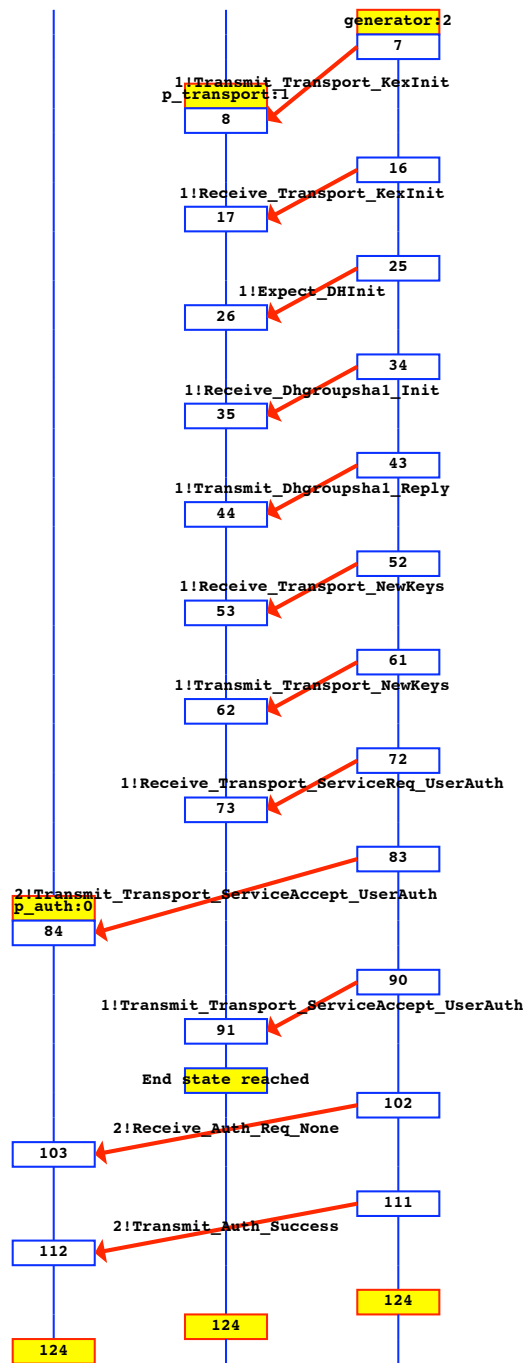 generator:2
7
1!Transmit_Transport_KexInit
p_transport:1
8
16
1!Receive_Transport_KexInit
17
25
1!Expect_DHInit
26
34
1!Receive_Dhgroupsha1_Init
35
43
1!Transmit_Dhgroupsha1_Reply
44
52
1!Receive_Transport_NewKeys
53
61
1!Transmit_Transport_NewKeys
62
72
1!Receive_Transport_ServiceReq_UserAuth
73
83
2!Transmit_Transport_ServiceAccept_UserAuth
p_auth:0
84
90
1!Transmit_Transport_ServiceAccept_UserAuth
91
End state reached
102
2!Receive_Auth_Req_None
103
111
2!Transmit_Auth_Success
112
124
124
124